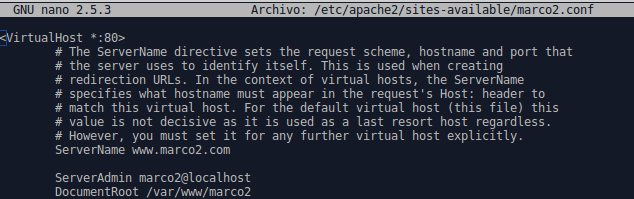 GNU nano 2.5.3 Archivo: /etc/apache2/sites-available/marco2.conf
<VirtualHost *:80>
# The ServerName directive sets the request scheme, hostname and port that
# the server uses to identify itself. This is used when creating
# redirection URLs. In the context of virtual hosts, the ServerName
# specifies what hostname must appear in the request's Host: header to
# match this virtual host. For the default virtual host (this file) this
# value is not decisive as it is used as a last resort host regardless.
# However, you must set it for any further virtual host explicitly.
ServerName www.marco2.com
ServerAdmin marco2@localhost
DocumentRoot /var/www/marco2